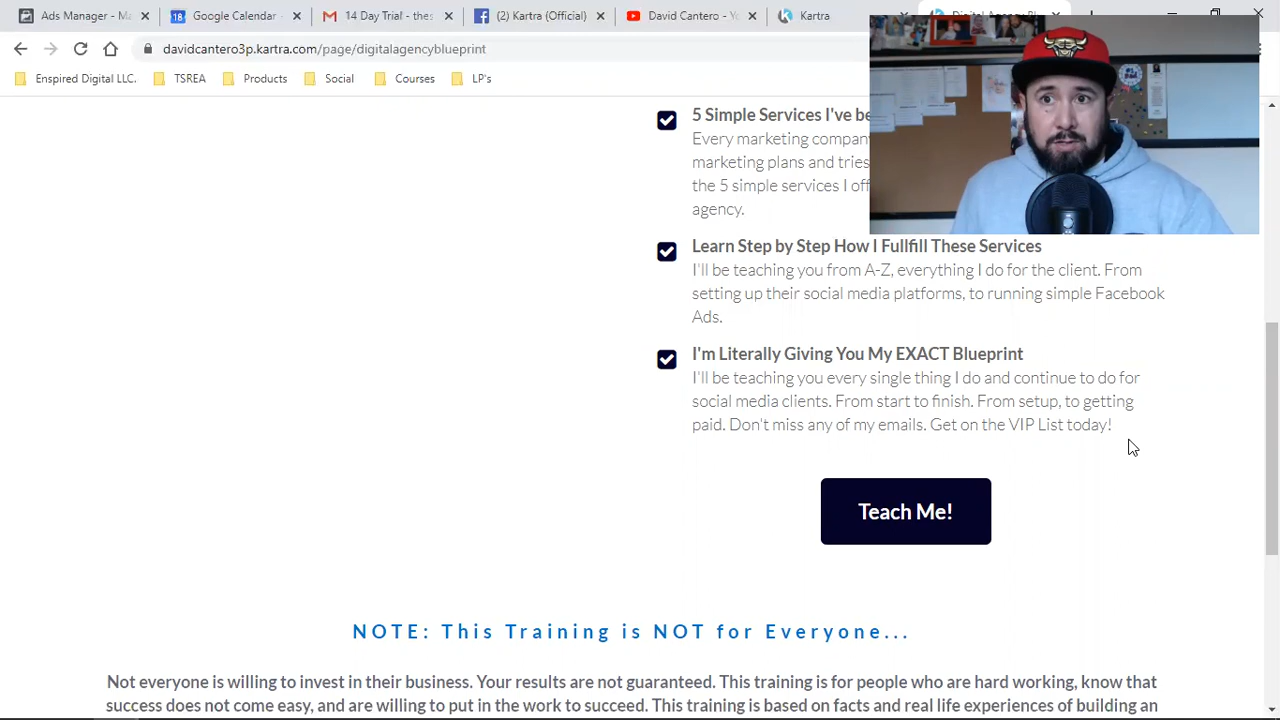 Ads Manager - Ma
Google
14 Day Trial - the
(2) Kartra (Official)
David Cantero - Yo
Kartra
davidcantero3p.kartra.com/page/digitalagencyblueprint
Enspired Digital LLC.
TSREA
Products
Social
Courses
LP's
5 Simple Services I've be
Every marketing compan
marketing plans and tries
the 5 simple services I off
agency.
Learn Step by Step How I Fullfill These Services
I'll be teaching you from A-Z, everything I do for the client. From
setting up their social media platforms, to running simple Facebook
Ads.
I'm Literally Giving You My EXACT Blueprint
I'll be teaching you every single thing I do and continue to do for
social media clients. From start to finish. From setup, to getting
paid. Don't miss any of my emails. Get on the VIP List today!
Teach Me!
NOTE: This Training is NOT for Everyone...
Not everyone is willing to invest in their business. Your results are not guaranteed. This training is for people who are hard working, know that
success does not come easy, and are willing to put in the work to succeed. This training is based on facts and real life experiences of building an